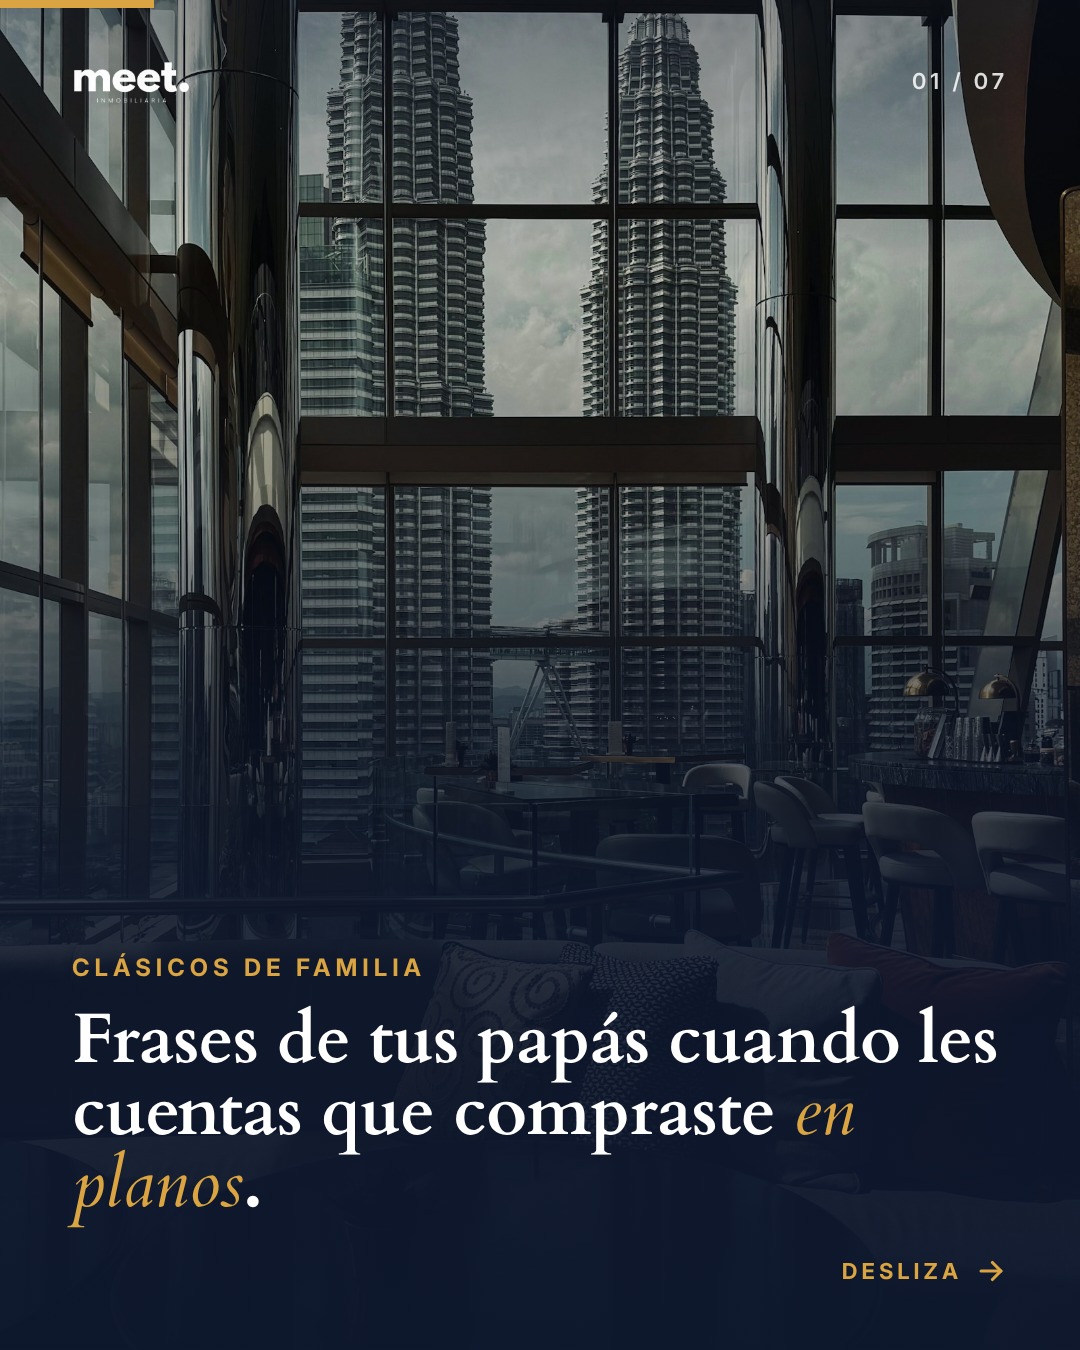 meet.
INMOBILIARIA
01 / 07
CLÁSICOS DE FAMILIA
Frases de tus papás cuando les
cuentas que compraste en
planos.
DESLIZA →